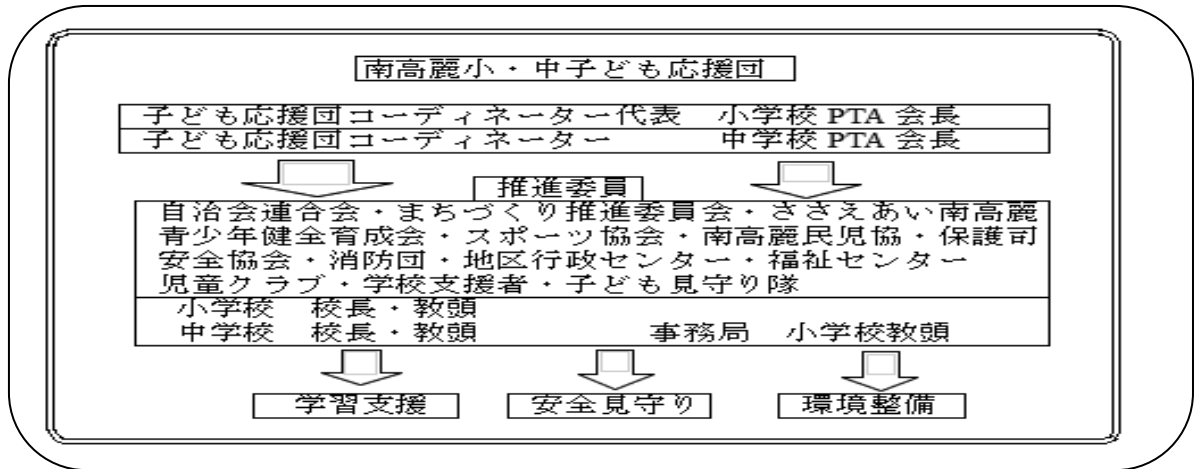 南高麗小・中子ども応援団
子ども応援団コーディネーター代表　小学校 PTA 会長
子ども応援団コーディネーター　　　中学校 PTA 会長
推進委員
自治会連合会・まちづくり推進委員会・ささえあい南高麗
青少年健全育成会・スポーツ協会・南高麗民児協・保護司
安全協会・消防団・地区行政センター・福祉センター
児童クラブ・学校支援者・子ども見守り隊
小学校　校長・教頭
中学校　校長・教頭　　　事務局　小学校教頭
学習支援　安全見守り　環境整備